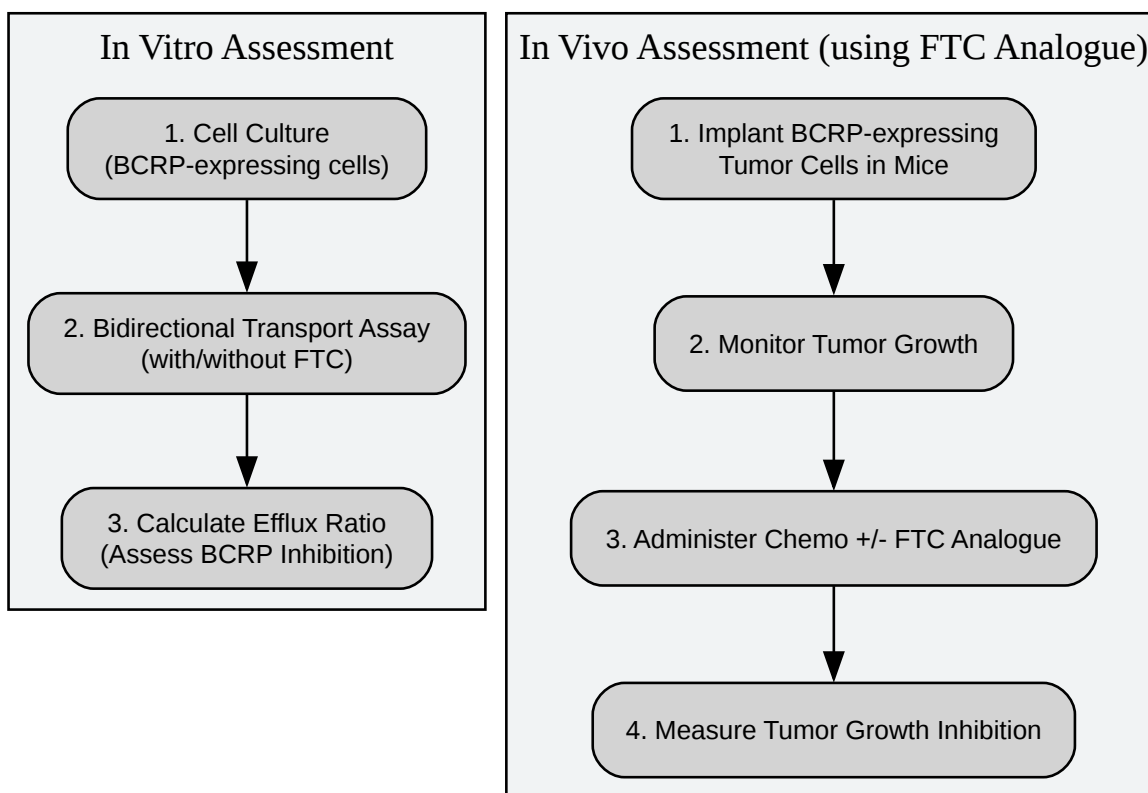 In Vitro Assessment
1. Cell Culture
(BCRP-expressing cells)
2. Bidirectional Transport Assay
(with/without FTC)
3. Calculate Efflux Ratio
(Assess BCRP Inhibition)
In Vivo Assessment (using FTC Analogue)
1. Implant BCRP-expressing
Tumor Cells in Mice
2. Monitor Tumor Growth
3. Administer Chemo +/- FTC Analogue
4. Measure Tumor Growth Inhibition